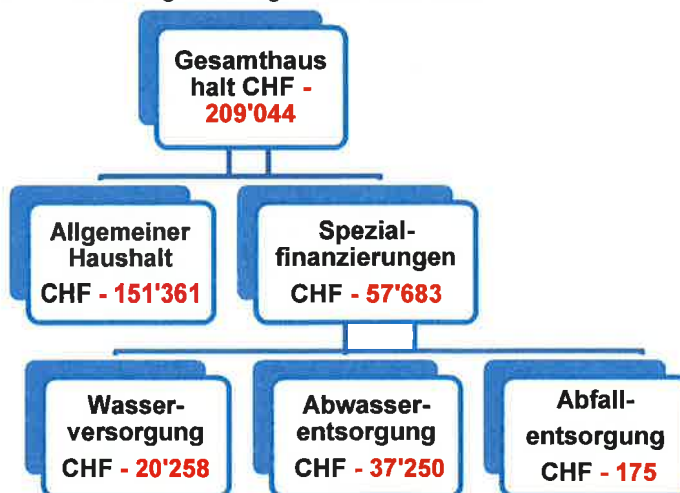 Gesamthaus
halt CHF -
209'044
Allgemeiner
Haushalt
CHF - 151'361
Spezial-
finanzierungen
CHF - 57'683
Wasser-
versorgung
CHF - 20'258
Abwasser-
entsorgung
CHF - 37'250
Abfall-
entsorgung
CHF - 175